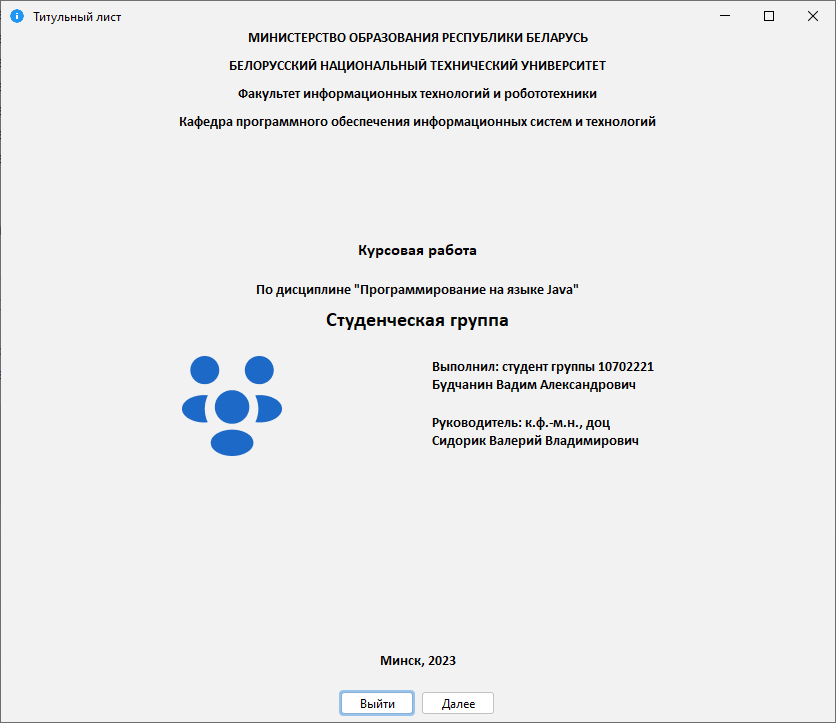 Титульный лист
МИНИСТЕРСТВО ОБРАЗОВАНИЯ РЕСПУБЛИКИ БЕЛАРУСЬ
БЕЛОРУССКИЙ НАЦИОНАЛЬНЫЙ ТЕХНИЧЕСКИЙ УНИВЕРСИТЕТ
Факультет информационных технологий и робототехники
Кафедра программного обеспечения информационных систем и технологий
Курсовая работа
По дисциплине "Программирование на языке Java"
Студенческая группа
Выполнил: студент группы 10702221
Будчанин Вадим Александрович
Руководитель: к.ф.-м.н., доц
Сидорик Валерий Владимирович
Минск, 2023
Выйти
Далее